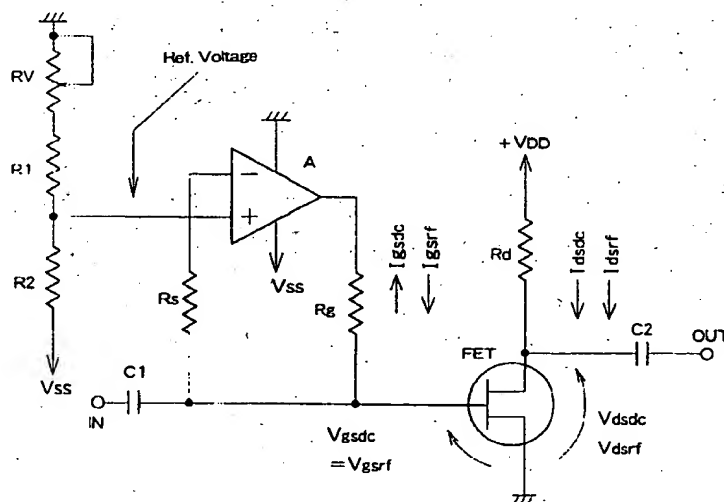 Ref. Voltage
RV
A
+VDD
R1
−
+
Igsdc
Igsrf
Rd
Idsdc
Idsrf
R2
Vss
Rs
Rg
C2
OUT
FET
Vss
C1
IN
Vgsdc
=Vgsrf
Vdsdc
Vdsrf